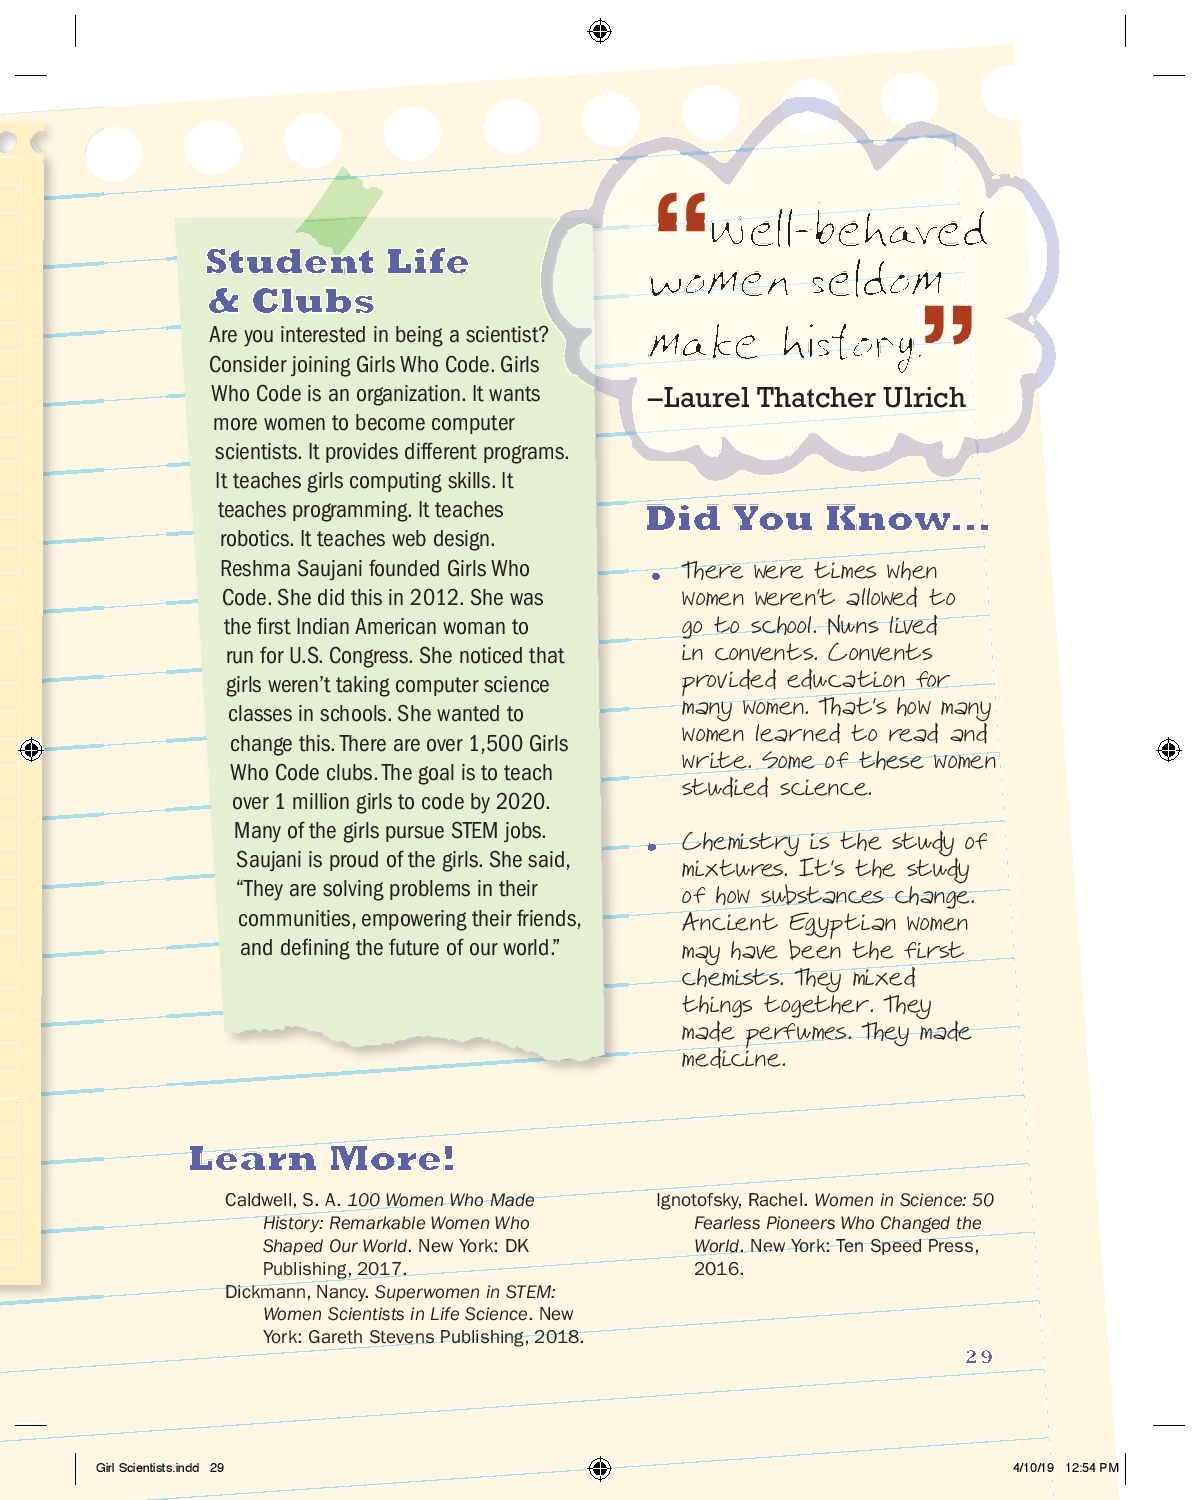 Student Life
& Clubs
Are you interested in being a scientist?
Consider joining Girls Who Code. Girls
Who Code is an organization. It wants
more women to become computer
scientists. It provides different programs.
It teaches girls computing skills. It
teaches programming. It teaches
robotics. It teaches web design.
Reshma Saujani founded Girls Who
Code. She did this in 2012. She was
the first Indian American woman to
run for U.S. Congress. She noticed that
girls weren’t taking computer science
classes in schools. She wanted to
change this. There are over 1,500 Girls
Who Code clubs. The goal is to teach
over 1 million girls to code by 2020.
Many of the girls pursue STEM jobs.
Saujani is proud of the girls. She said,
“They are solving problems in their
communities, empowering their friends,
and defining the future of our world.”
“Well-behaved
women seldom
make history.”
–Laurel Thatcher Ulrich
Did You Know...
• There were times when
women weren’t allowed to
go to school. Nuns lived
in convents. Convents
provided education for
many women. That’s how many
women learned to read and
write. Some of these women
studied science.
• Chemistry is the study of
mixtures. It’s the study
of how substances change.
Ancient Egyptian women
may have been the first
chemists. They mixed
things together. They
made perfumes. They made
medicine.
Learn More!
Caldwell, S. A. 100 Women Who Made
History: Remarkable Women Who
Shaped Our World. New York: DK
Publishing, 2017.
Dickmann, Nancy. Superwomen in STEM:
Women Scientists in Life Science. New
York: Gareth Stevens Publishing, 2018.
Ignotofsky, Rachel. Women in Science: 50
Fearless Pioneers Who Changed the
World. New York: Ten Speed Press,
2016.
29
Girl Scientists.indd 29
4/10/19 12:54 PM